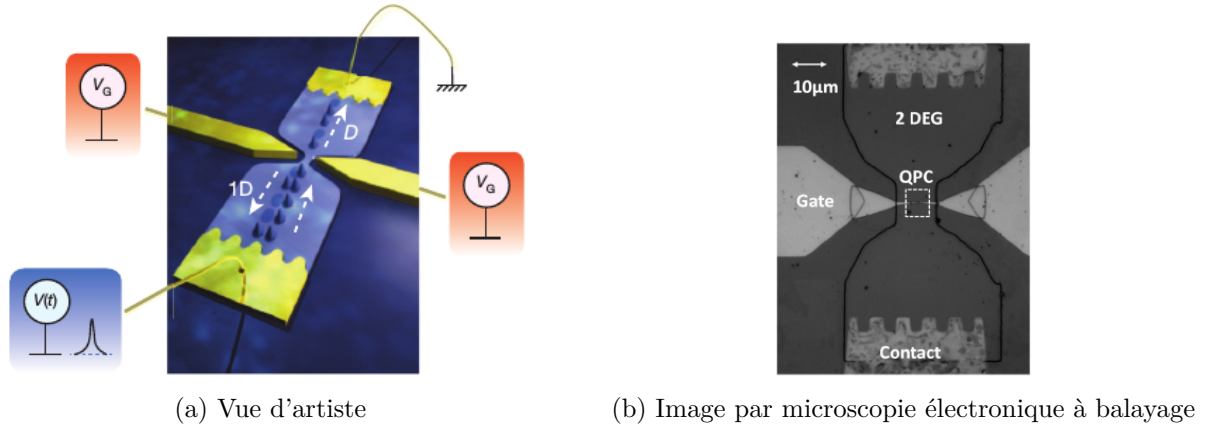 V_G
D
1D
V_G
V(t)
10μm
2 DEG
QPC
Gate
Contact
(a) Vue d'artiste
(b) Image par microscopie électronique à balayage